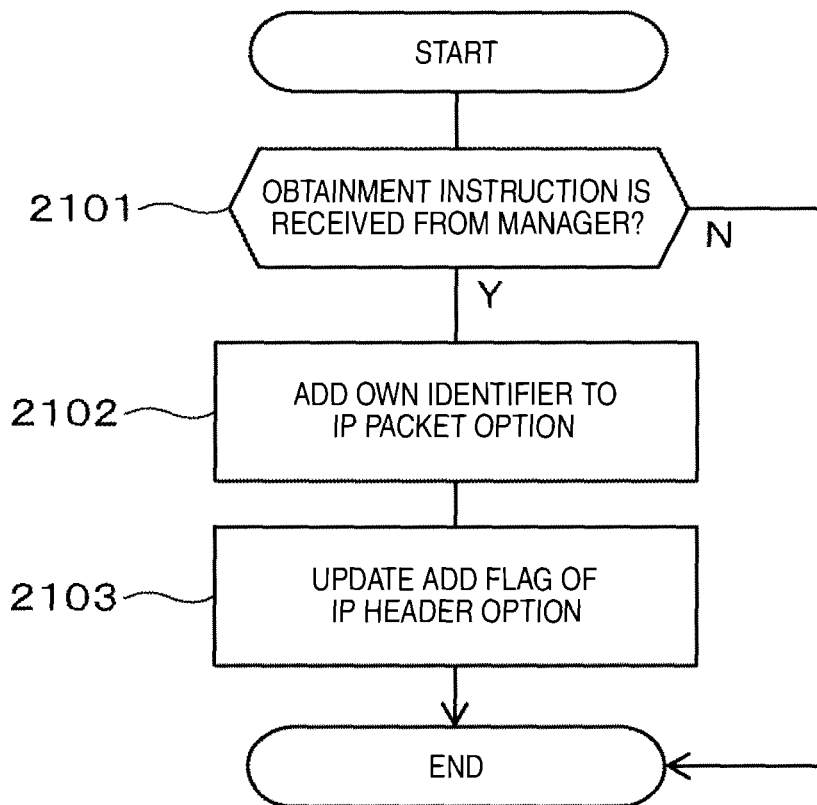 START
2101
OBTAINMENT INSTRUCTION IS
RECEIVED FROM MANAGER?
N
Y
2102
ADD OWN IDENTIFIER TO
IP PACKET OPTION
2103
UPDATE ADD FLAG OF
IP HEADER OPTION
END